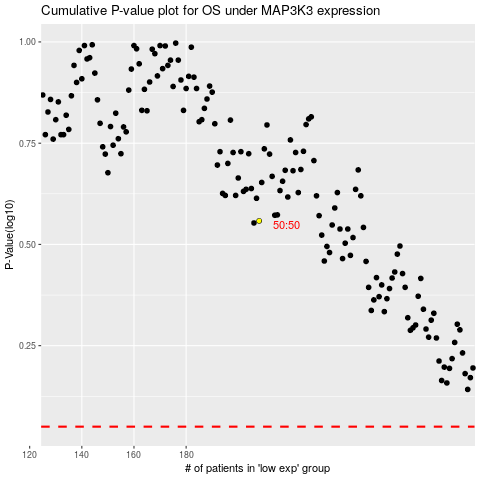 Cumulative P-value plot for OS under MAP3K3 expression
P-Value(log10)
1.00
0.75
0.50
0.25
50:50
120 140 160 180
# of patients in 'low exp' group